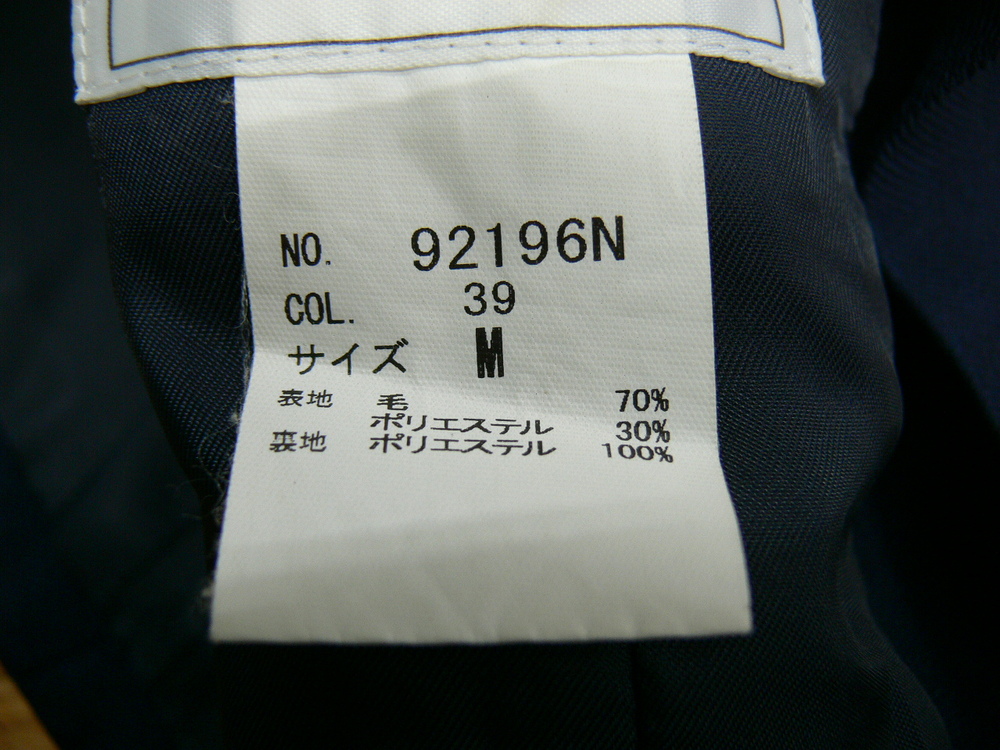 NO. 92196N
COL. 39
サイズ M
表地 毛 70%
ポリエステル 30%
裏地 ポリエステル 100%